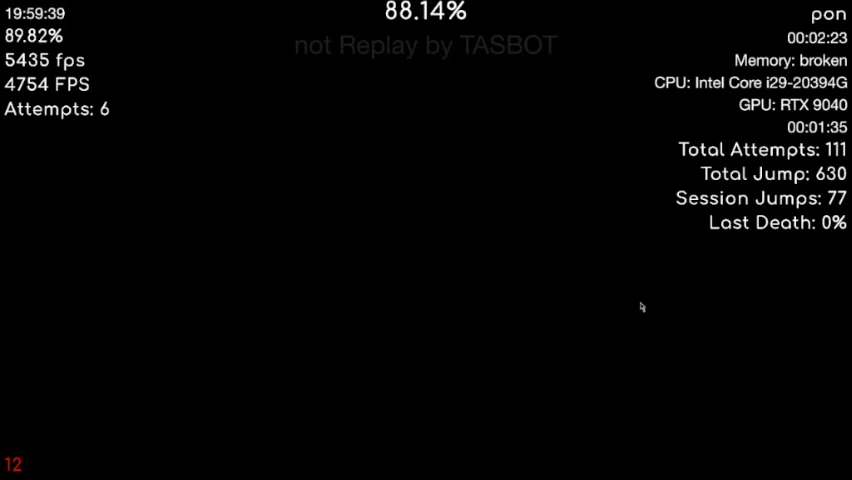 88.14%
19:59:39
89.82%
5435 fps
4754 FPS
Attempts: 6
not Replay by TASBOT
pon
00:02:23
Memory: broken
CPU: Intel Core i29-20394G
GPU: RTX 9040
00:01:35
Total Attempts: 111
Total Jump: 630
Session Jumps: 77
Last Death: 0%
12